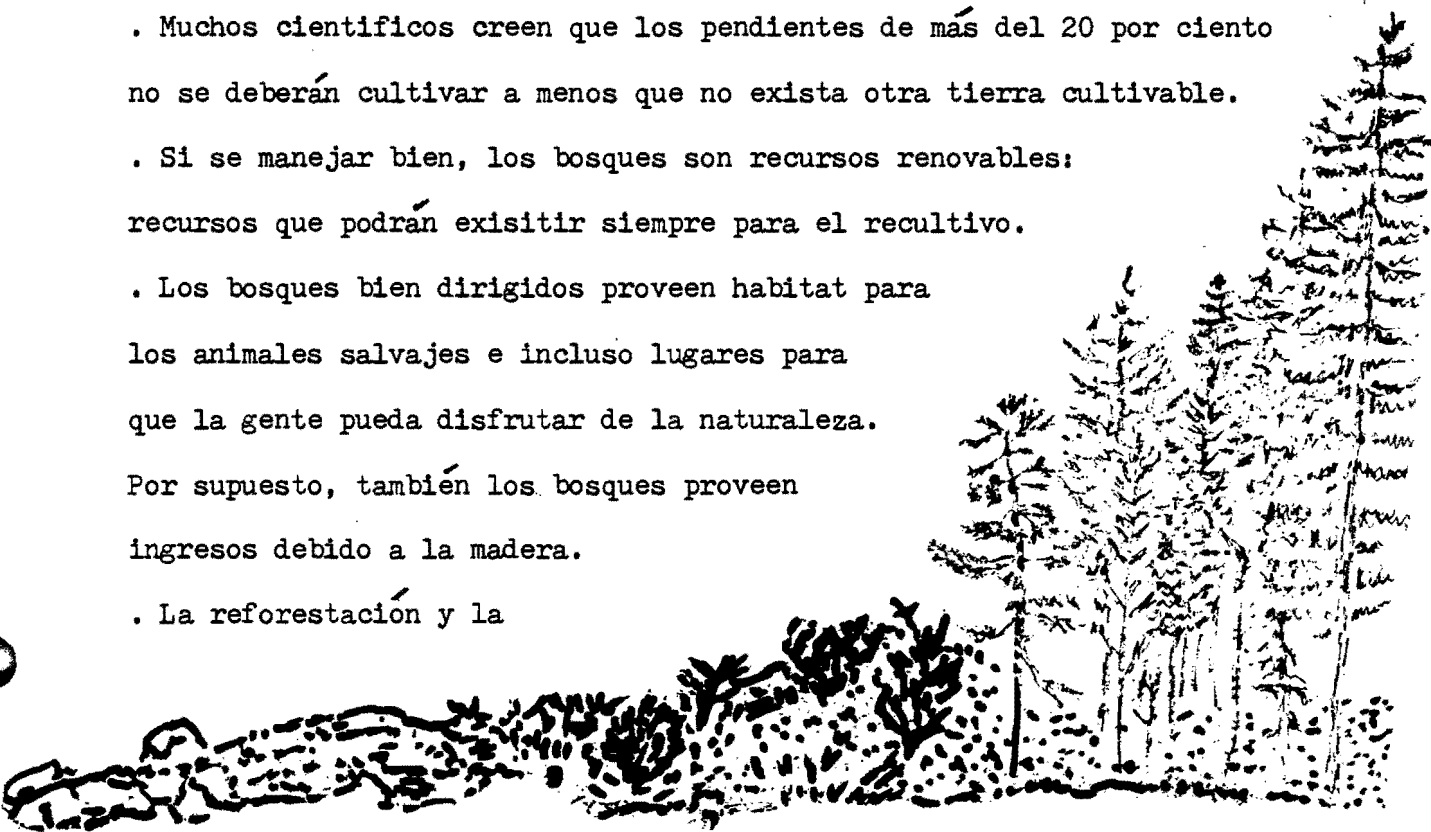 . Muchos cientificos creen que los pendientes de más del 20 por ciento
no se deberán cultivar a menos que no exista otra tierra cultivable.
. Si se manejar bien, los bosques son recursos renovables:
recursos que podrán exisitir siempre para el recultivo.
. Los bosques bien dirigidos proveen habitat para
los animales salvajes e incluso lugares para
que la gente pueda disfrutar de la naturaleza.
Por supuesto, también los bosques proveen
ingresos debido a la madera.
. La reforestación y la